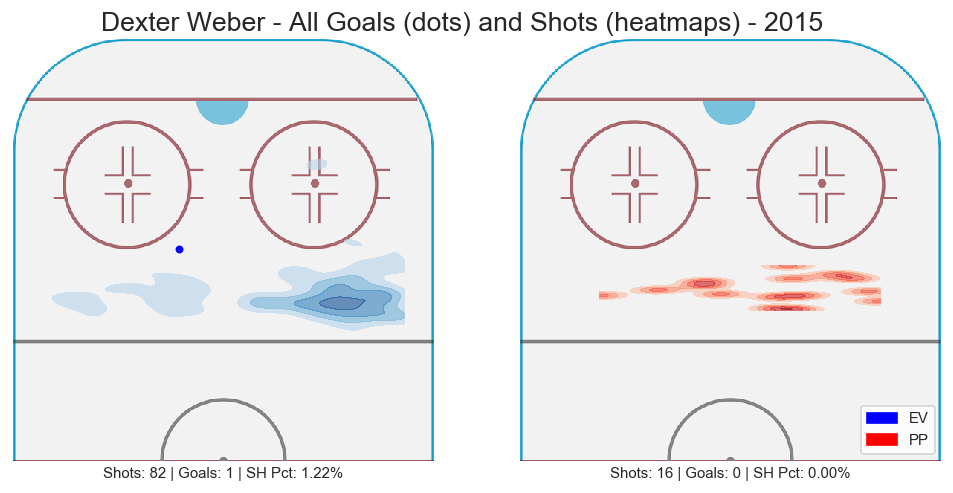 Dexter Weber - All Goals (dots) and Shots (heatmaps) - 2015
EV
PP
Shots: 82 | Goals: 1 | SH Pct: 1.22%
Shots: 16 | Goals: 0 | SH Pct: 0.00%